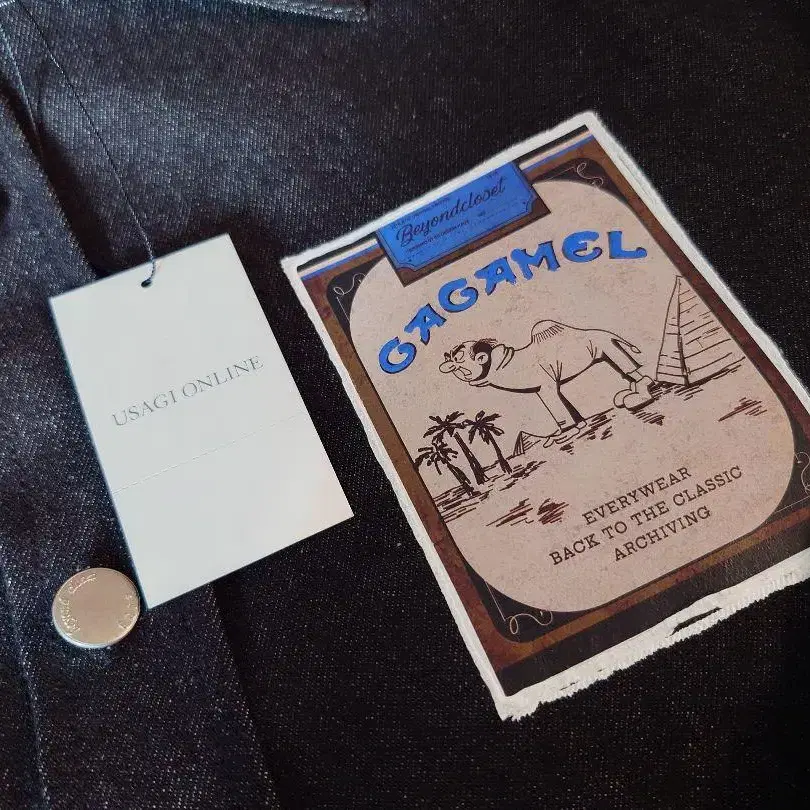 USAGI ONLINE
Beyondcloset
GAGAMEL
EVERYWEAR
BACK TO THE CLASSIC
ARCHIVING